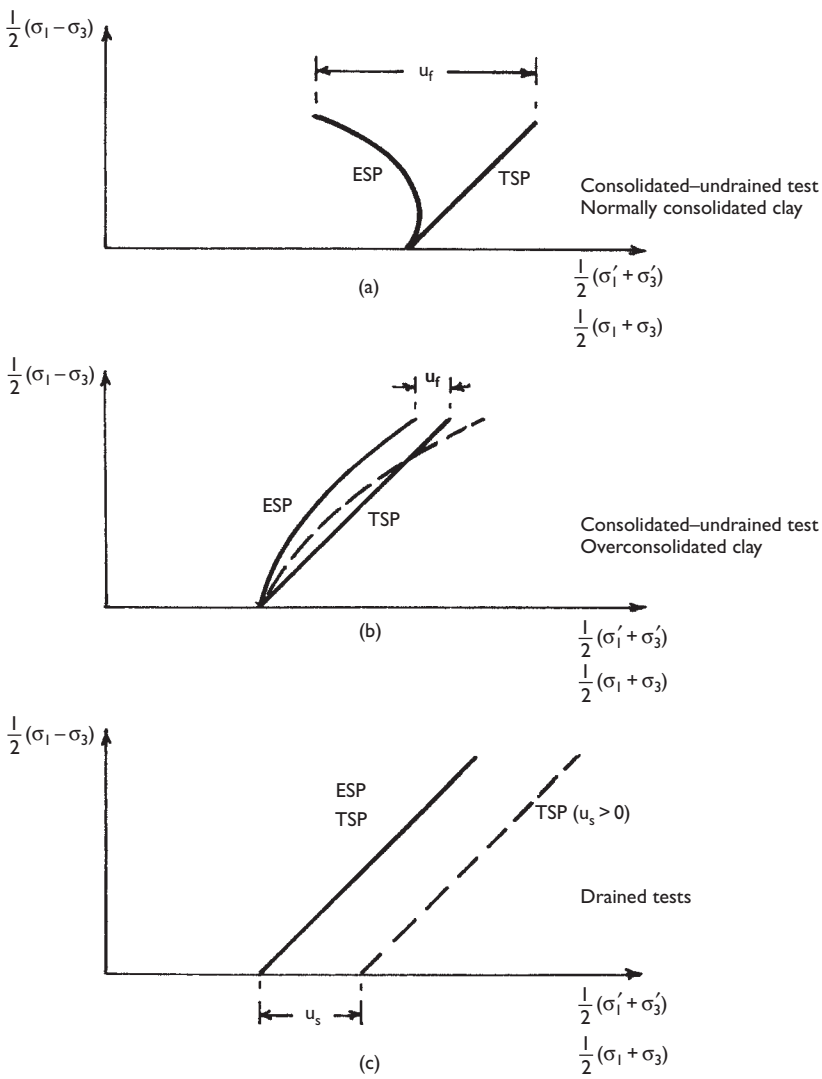 1/2 (σ1 – σ3)
uf
ESP
TSP
Consolidated–undrained test
Normally consolidated clay
1/2 (σ′1 + σ′3)
(a)
1/2 (σ1 + σ3)
1/2 (σ1 – σ3)
uf
ESP
TSP
Consolidated–undrained test
Overconsolidated clay
(b)
1/2 (σ′1 + σ′3)
1/2 (σ1 + σ3)
1/2 (σ1 – σ3)
ESP
TSP
TSP (us > 0)
Drained tests
us
1/2 (σ′1 + σ′3)
1/2 (σ1 + σ3)
(c)